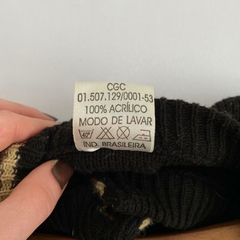 CGC
01.507.129/0001-53
100% ACRÍLICO
MODO DE LAVAR
IND. BRASILEIRA